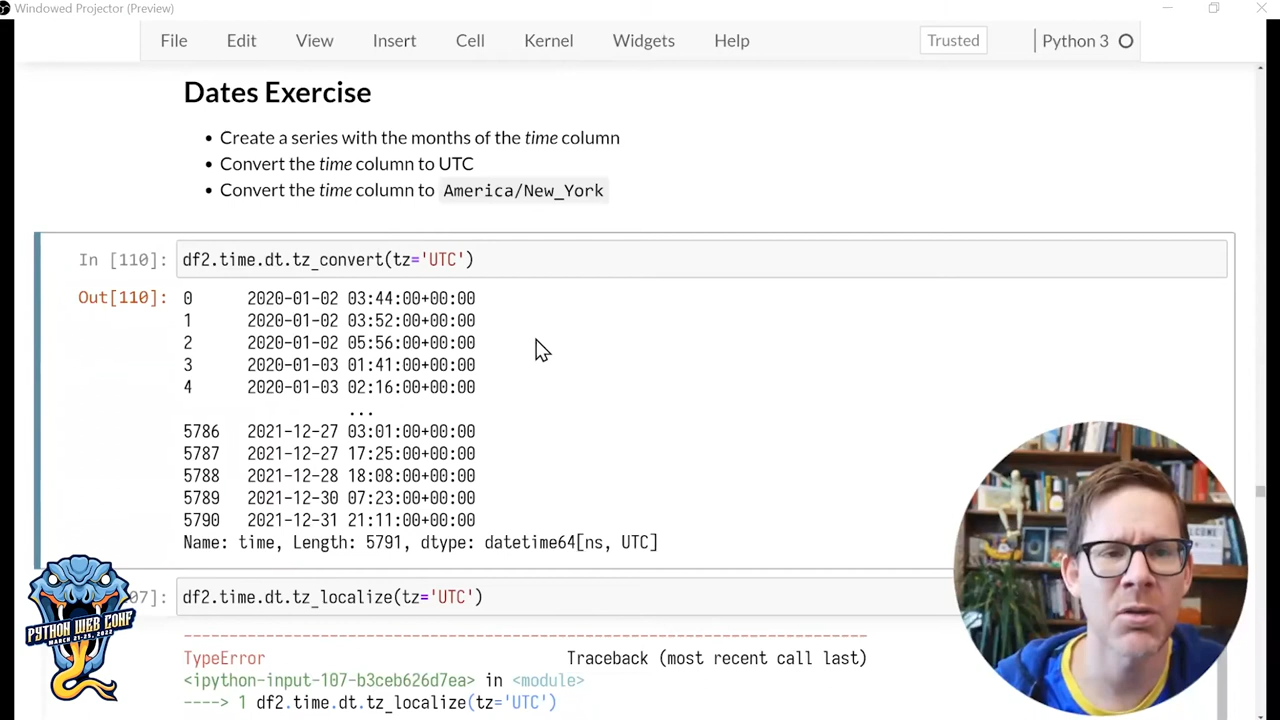 Windowed Projector (Preview)
File Edit View Insert Cell Kernel Widgets Help Trusted Python 3
Dates Exercise
• Create a series with the months of the time column
• Convert the time column to UTC
• Convert the time column to America/New_York
In [110]: df2.time.dt.tz_convert(tz='UTC')
Out[110]: 0 2020-01-02 03:44:00+00:00
1 2020-01-02 03:52:00+00:00
2 2020-01-02 05:56:00+00:00
3 2020-01-03 01:41:00+00:00
4 2020-01-03 02:16:00+00:00
...
5786 2021-12-27 03:01:00+00:00
5787 2021-12-27 17:25:00+00:00
5788 2021-12-28 18:08:00+00:00
5789 2021-12-30 07:23:00+00:00
5790 2021-12-31 21:11:00+00:00
Name: time, Length: 5791, dtype: datetime64[ns, UTC]
07]: df2.time.dt.tz_localize(tz='UTC')
TypeError Traceback (most recent call last)
<ipython-input-107-b3ceb626d7ea> in <module>
----> 1 df2.time.dt.tz_localize(tz='UTC')
PYTHON WEB CONF
MARCH 21-25, 2022